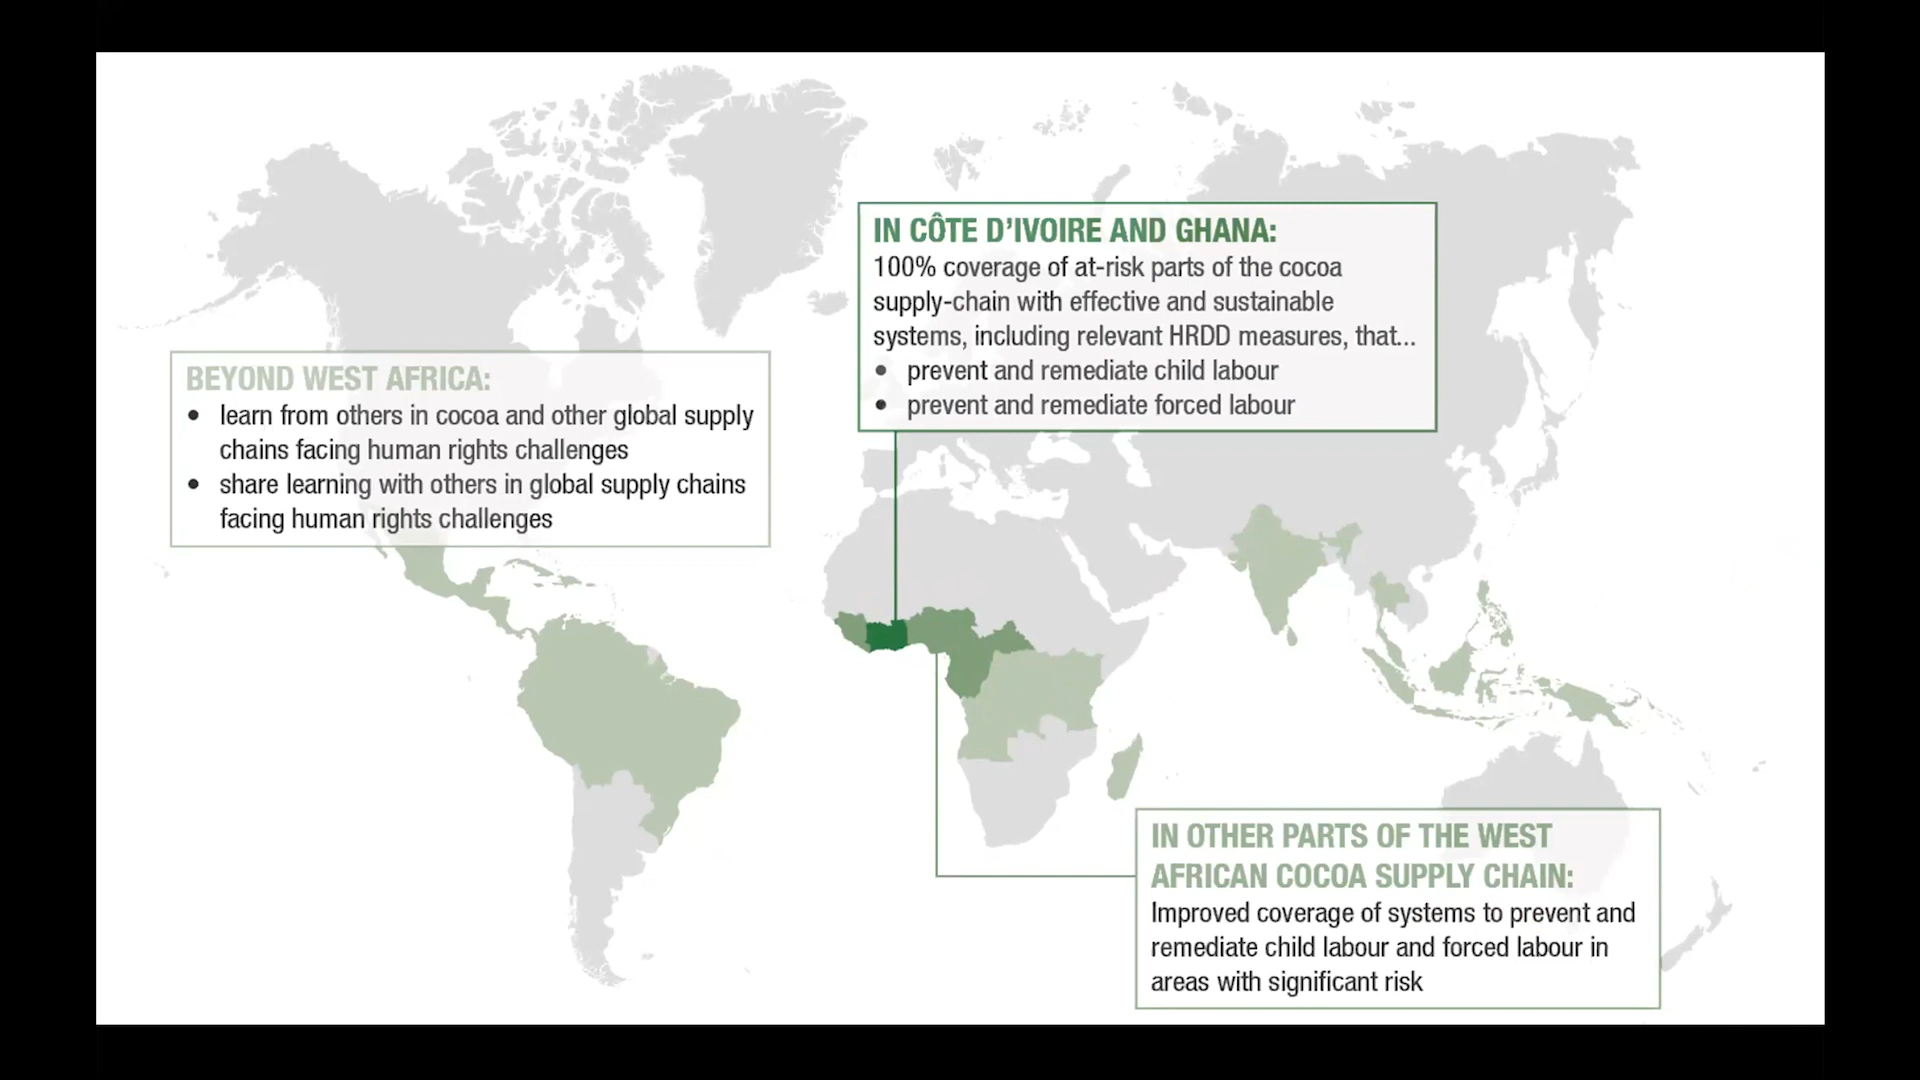 IN CÔTE D’IVOIRE AND GHANA:
100% coverage of at-risk parts of the cocoa
supply-chain with effective and sustainable
systems, including relevant HRDD measures, that...
• prevent and remediate child labour
• prevent and remediate forced labour
BEYOND WEST AFRICA:
• learn from others in cocoa and other global supply
chains facing human rights challenges
• share learning with others in global supply chains
facing human rights challenges
IN OTHER PARTS OF THE WEST
AFRICAN COCOA SUPPLY CHAIN:
Improved coverage of systems to prevent and
remediate child labour and forced labour in
areas with significant risk